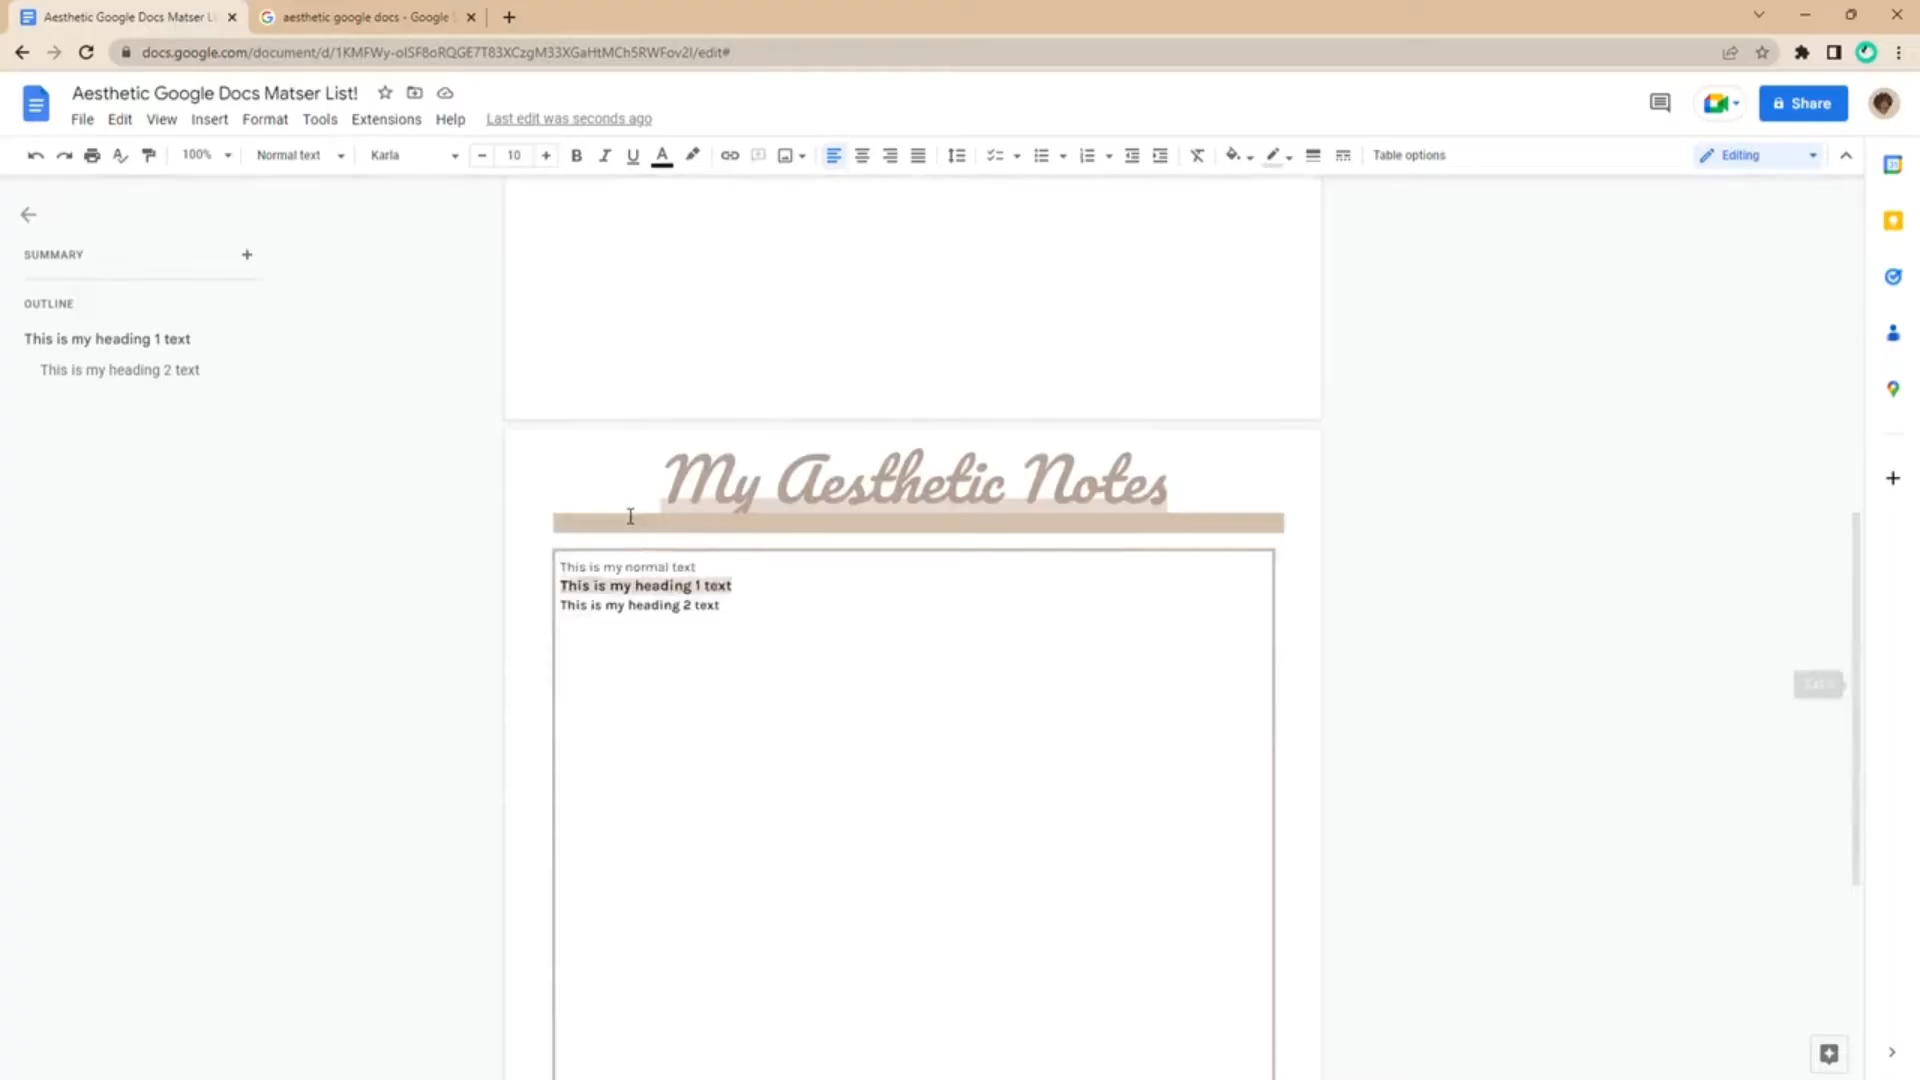 Aesthetic Google Docs Matser Li
aesthetic google docs - Google S
docs.google.com/document/d/1KMFWy-oISF8oRQGE7T83XCzgM33XGaHtMCh5RWFov2I/edit#
Aesthetic Google Docs Matser List!
File Edit View Insert Format Tools Extensions Help Last edit was seconds ago
Share
100% Normal text Karla 10 B I U A Table options Editing
SUMMARY
OUTLINE
This is my heading 1 text
This is my heading 2 text
My Aesthetic Notes
This is my normal text
This is my heading 1 text
This is my heading 2 text